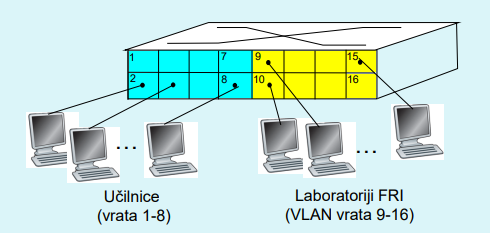 1 7 9 15
2 8 10 16
...
...
Učilnice
(vrata 1-8)
Laboratoriji FRI
(VLAN vrata 9-16)